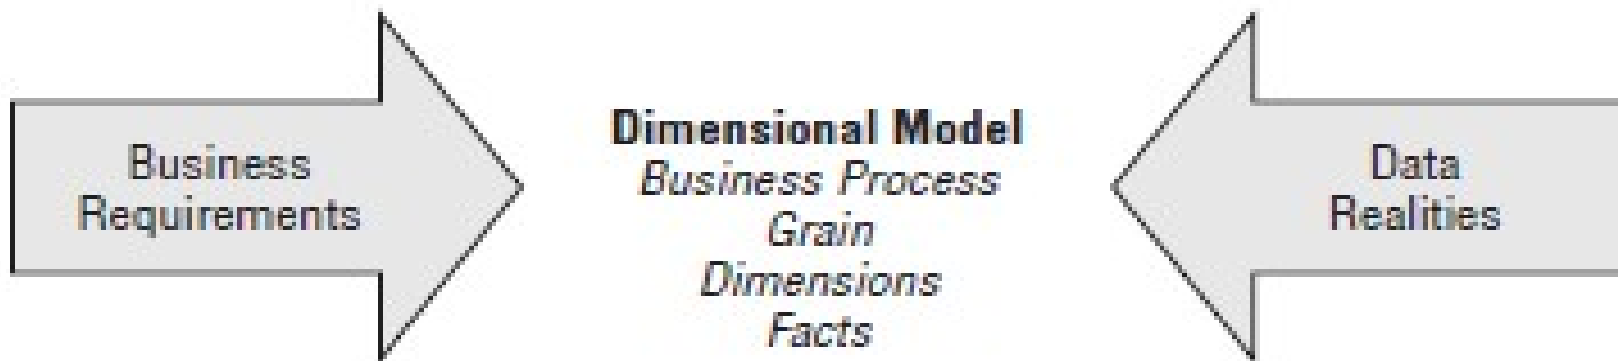 Business
Requirements
Dimensional Model
Business Process
Grain
Dimensions
Facts
Data
Realities